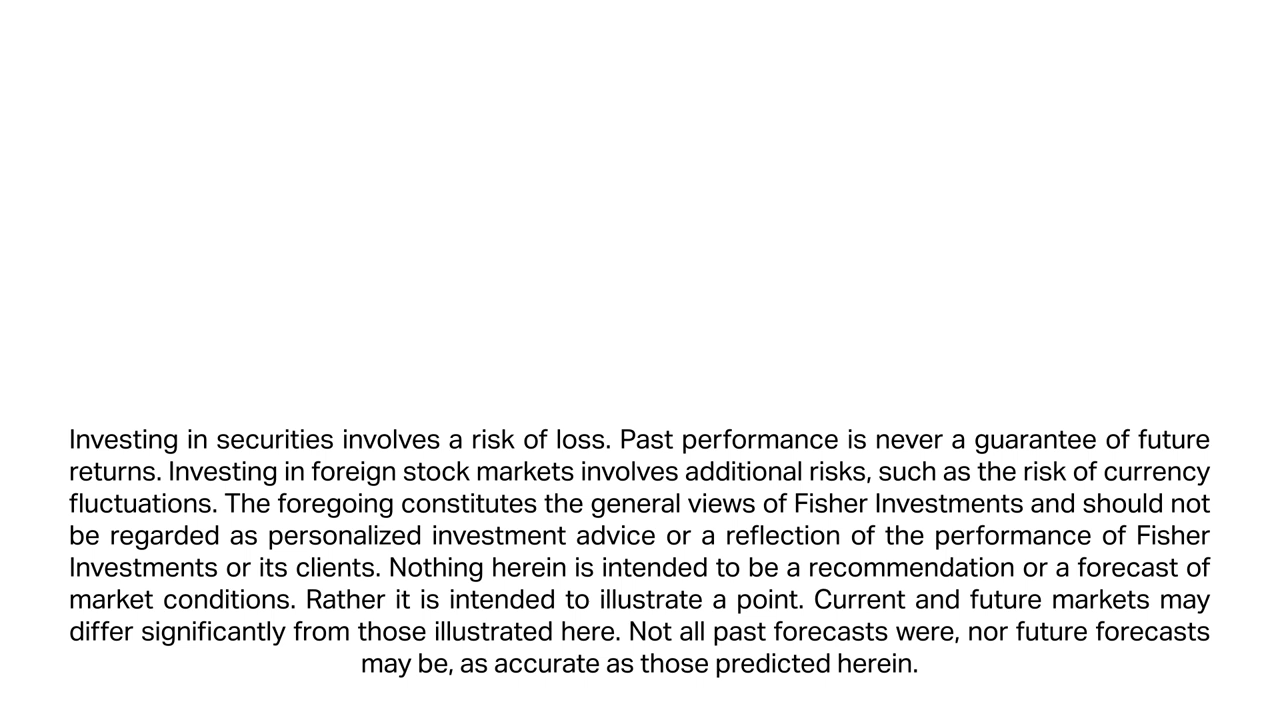 Investing in securities involves a risk of loss. Past performance is never a guarantee of future
returns. Investing in foreign stock markets involves additional risks, such as the risk of currency
fluctuations. The foregoing constitutes the general views of Fisher Investments and should not
be regarded as personalized investment advice or a reflection of the performance of Fisher
Investments or its clients. Nothing herein is intended to be a recommendation or a forecast of
market conditions. Rather it is intended to illustrate a point. Current and future markets may
differ significantly from those illustrated here. Not all past forecasts were, nor future forecasts
may be, as accurate as those predicted herein.